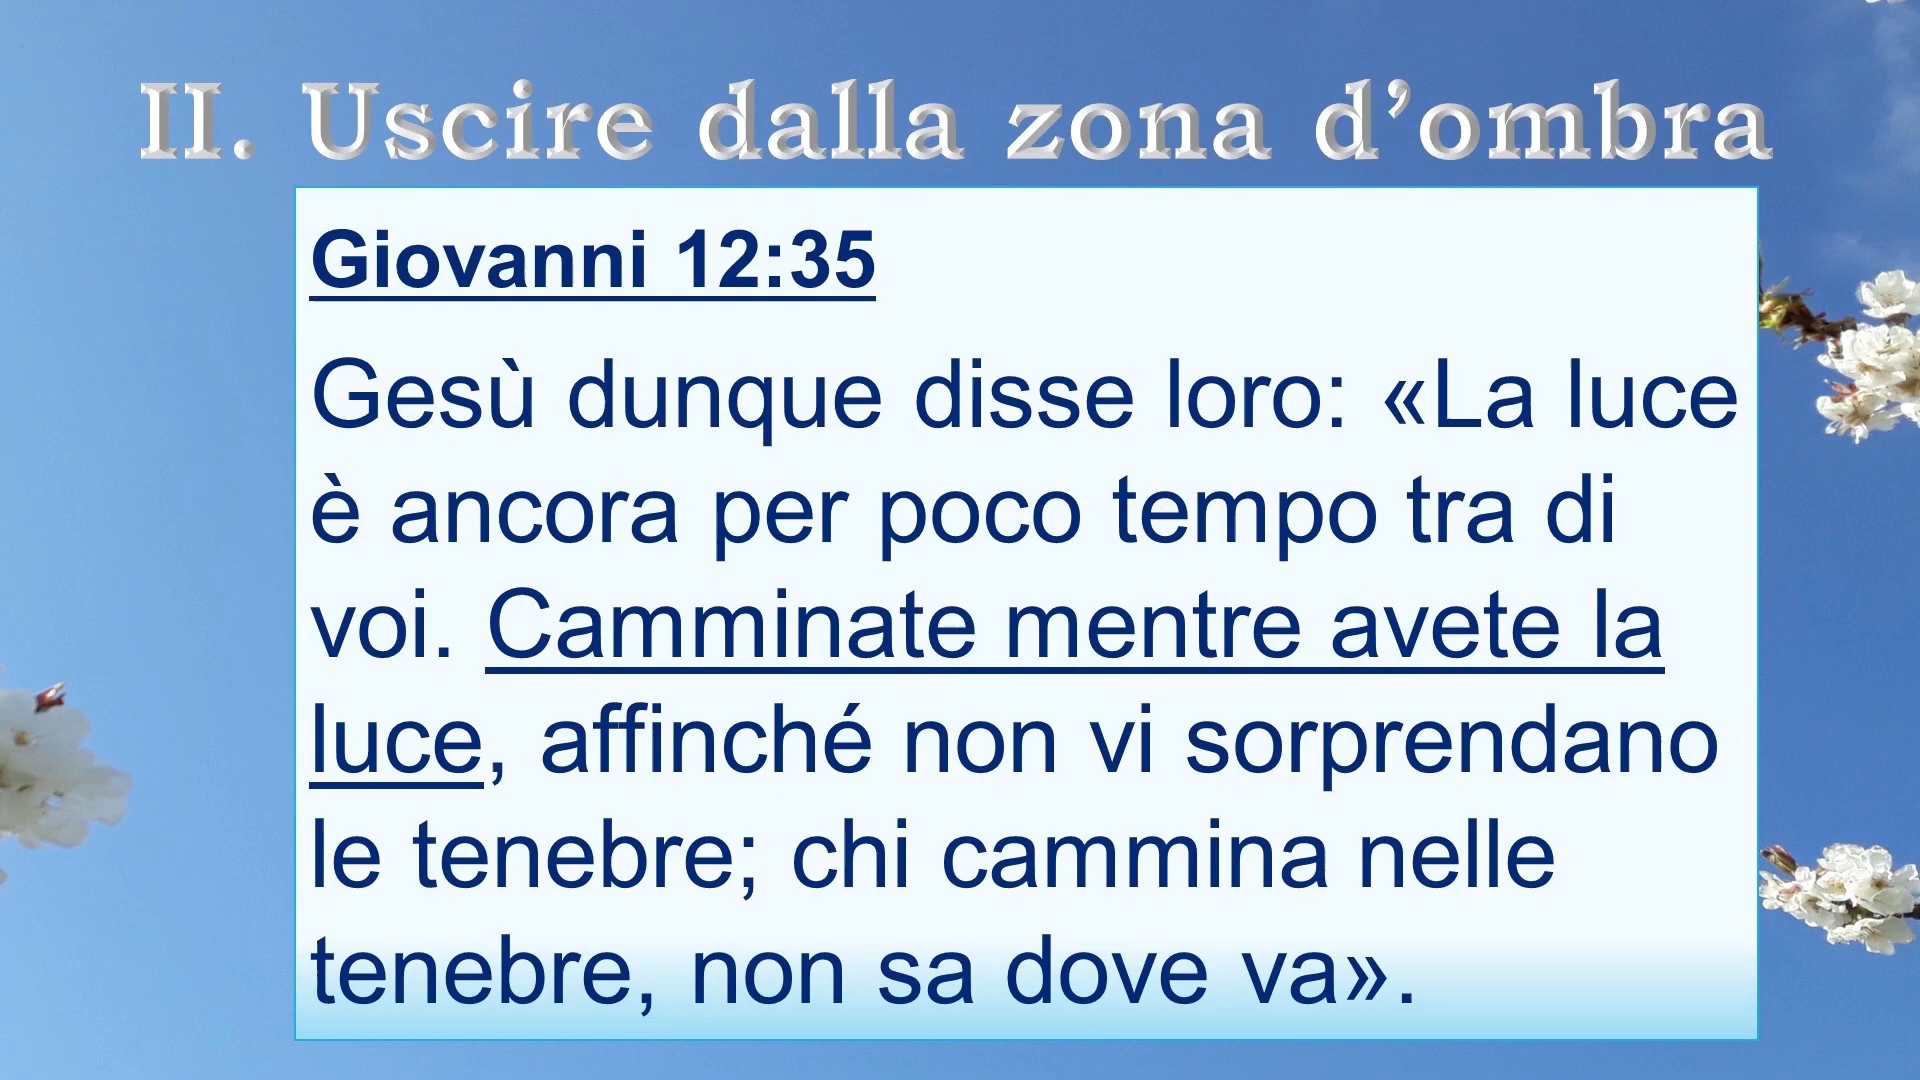 II. Uscire dalla zona d’ombra
Giovanni 12:35
Gesù dunque disse loro: «La luce
è ancora per poco tempo tra di
voi. Camminate mentre avete la
luce, affinché non vi sorprendano
le tenebre; chi cammina nelle
tenebre, non sa dove va».